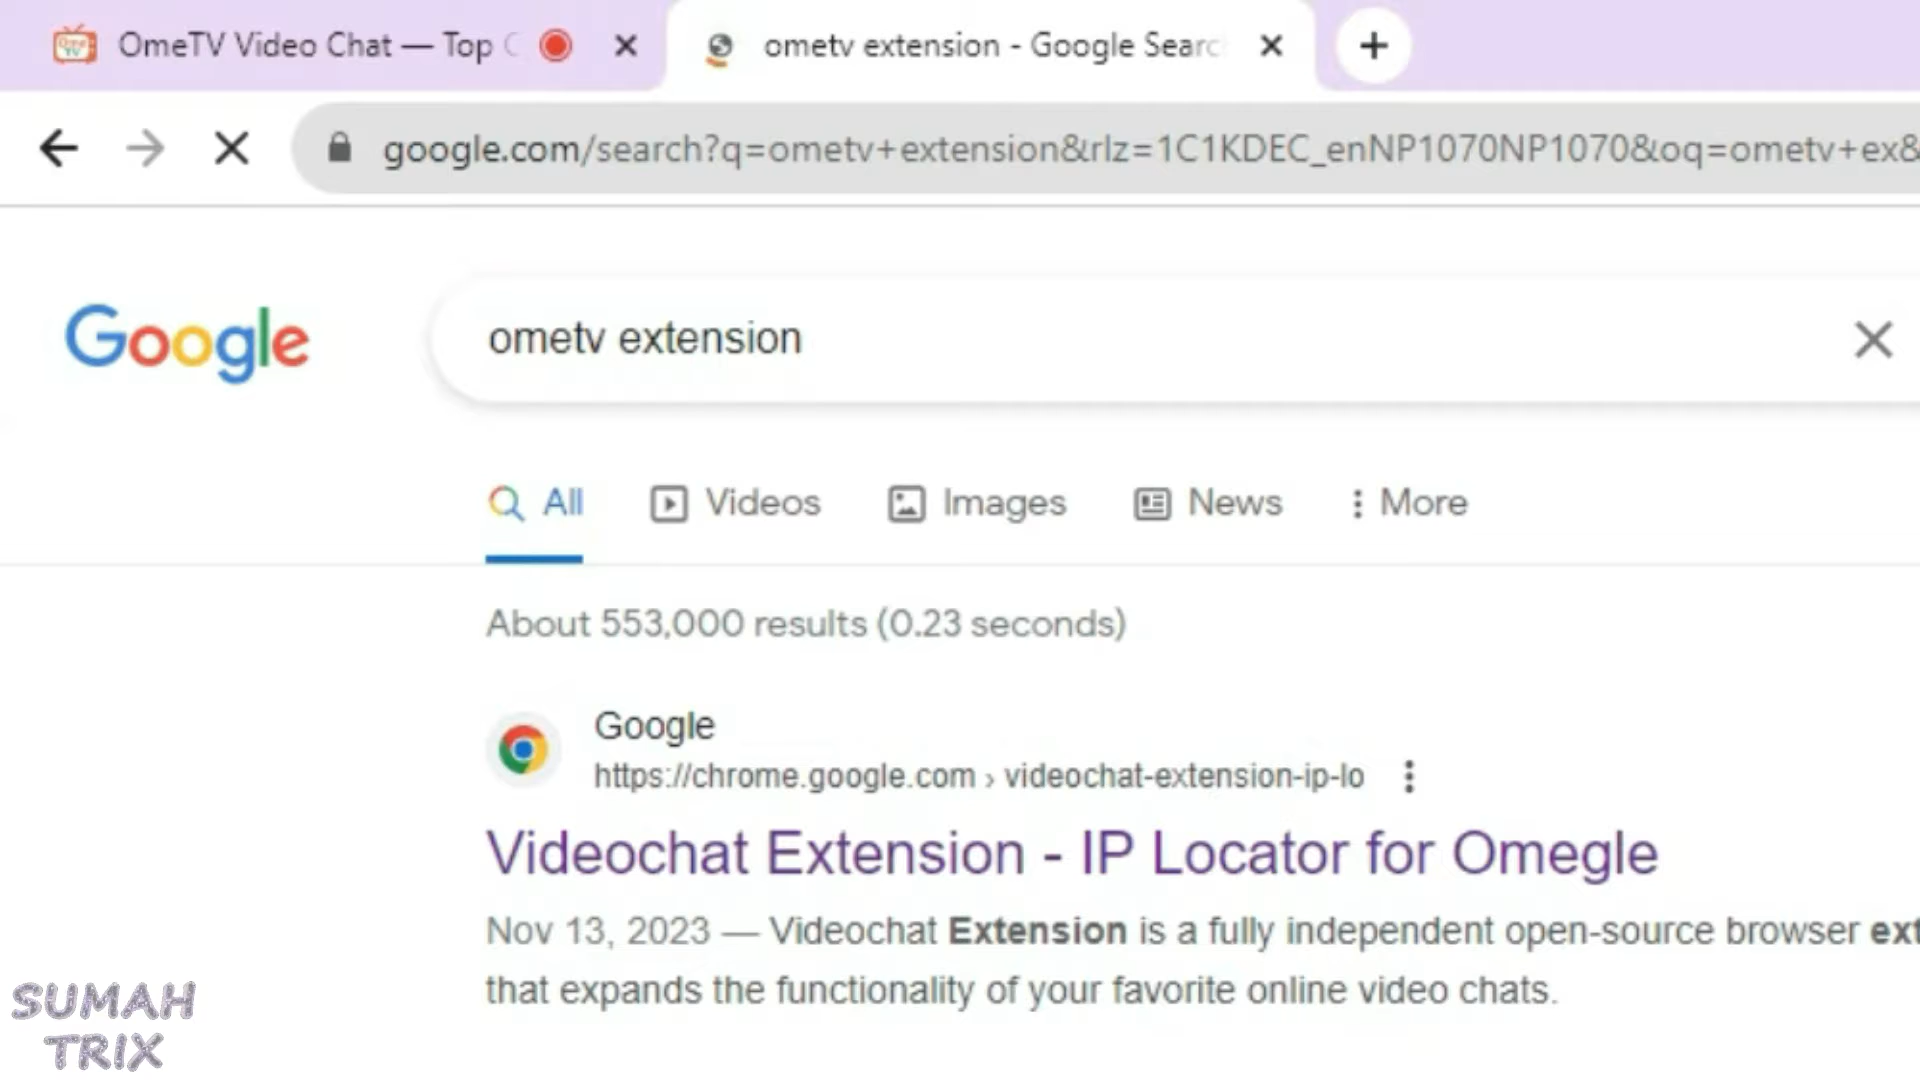 OmeTV Video Chat — Top
ometv extension - Google Searc
google.com/search?q=ometv+extension&rlz=1C1KDEC_enNP1070NP1070&oq=ometv+ex&
Google
ometv extension
All
Videos
Images
News
More
About 553,000 results (0.23 seconds)
Google
https://chrome.google.com › videochat-extension-ip-lo
Videochat Extension - IP Locator for Omegle
Nov 13, 2023 — Videochat Extension is a fully independent open-source browser ext
that expands the functionality of your favorite online video chats.
SUMAH
TRIX